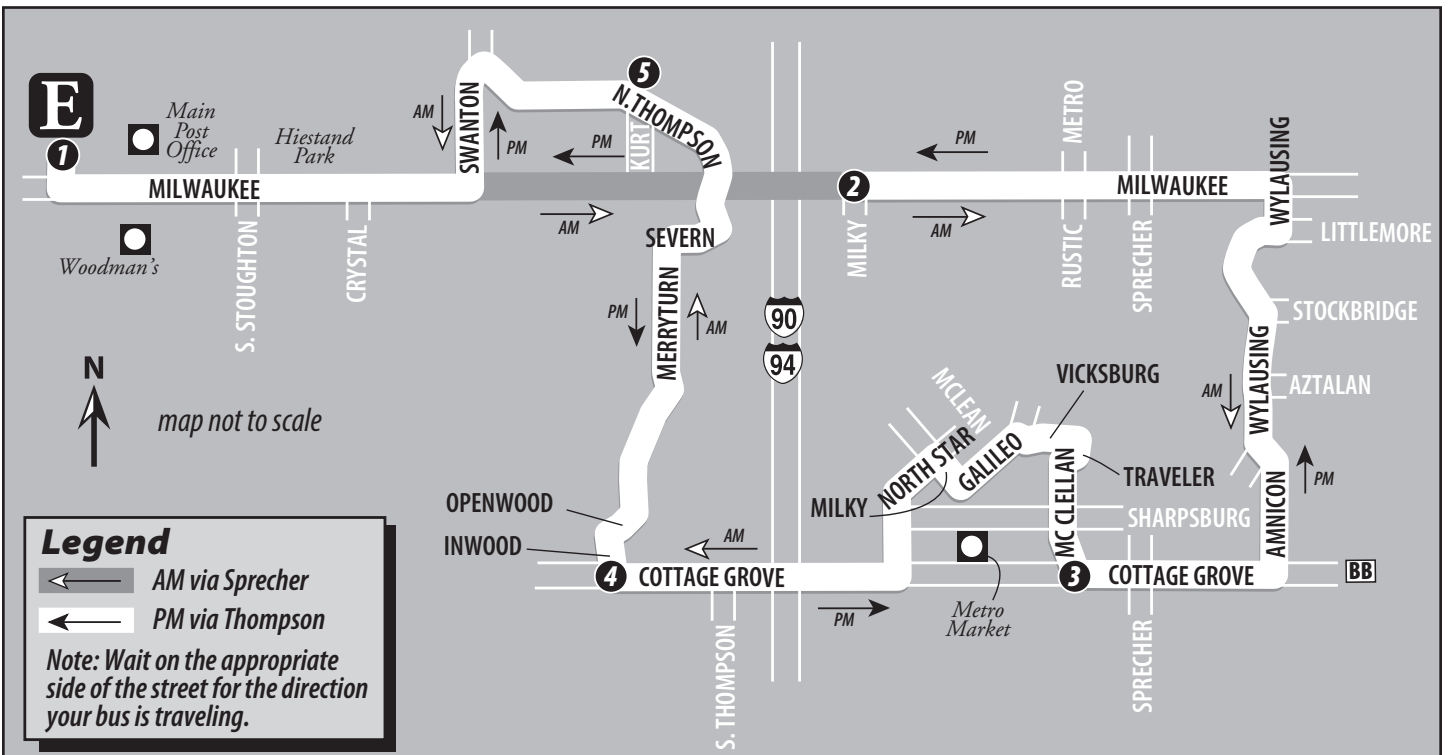 E
1
Main
Post
Office
Hiestand
Park
Woodman's
MILWAUKEE
S. STOUGHTON
CRYSTAL
AM
SWANTON
PM
5
N. THOMPSON
KURT
PM
AM
SEVERN
MERRYTURN
PM
AM
90
94
2
MILKY
PM
AM
METRO
RUSTIC
SPRECHER
MILWAUKEE
WYLAUSING
LITTLEMORE
STOCKBRIDGE
AZTALAN
WYLAUSING
AM
PM
AMNICON
N
map not to scale
OPENWOOD
INWOOD
4
COTTAGE GROVE
AM
PM
S. THOMPSON
MILKY
NORTH STAR
MCLEAN
GALILEO
VICKSBURG
TRAVELER
MC CLELLAN
SHARPSBURG
Metro
Market
3
COTTAGE GROVE
SPRECHER
BB
Legend
AM via Sprecher
PM via Thompson
Note: Wait on the appropriate
side of the street for the direction
your bus is traveling.